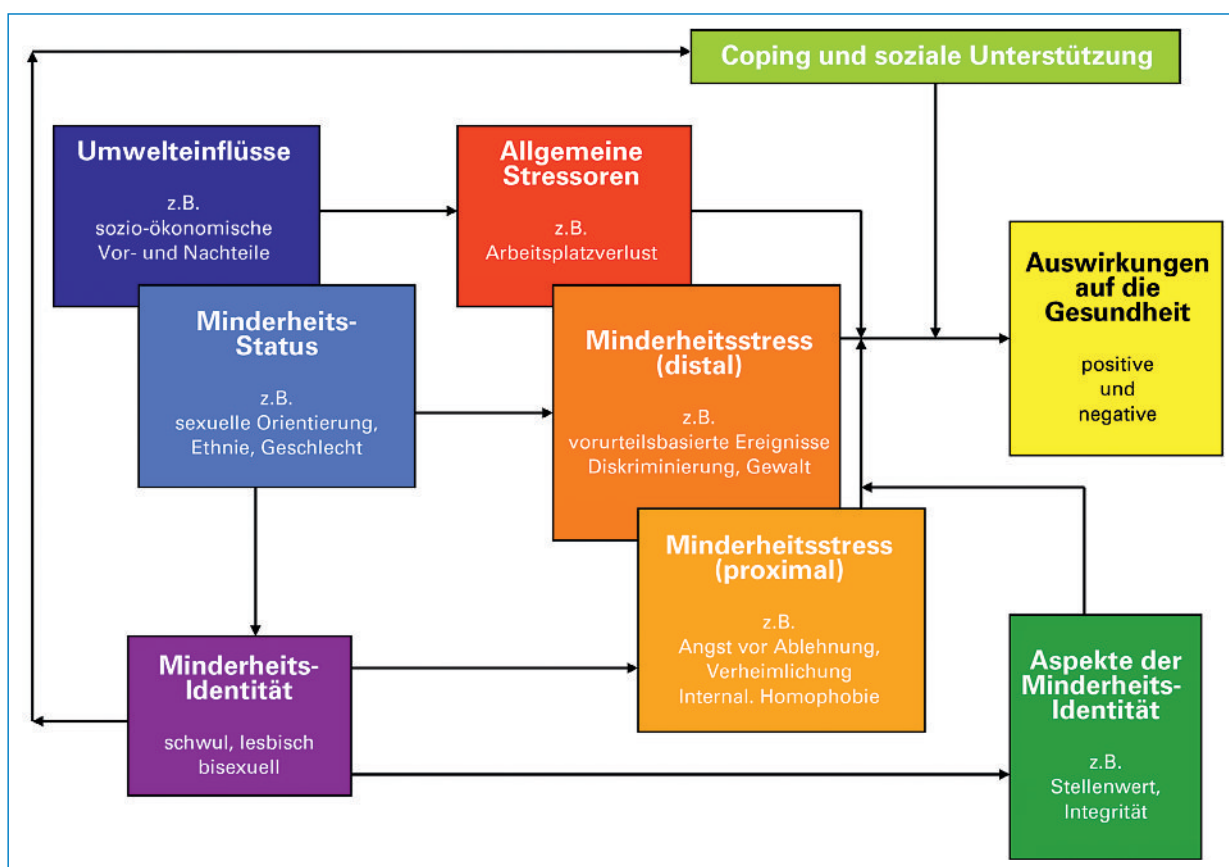 Coping und soziale Unterstützung
Umwelteinflüsse
z.B.
sozio-ökonomische
Vor- und Nachteile
Allgemeine
Stressoren
z.B.
Arbeitsplatzverlust
Auswirkungen
auf die
Gesundheit
positive
und
negative
Minderheits-
Status
z.B.
sexuelle Orientierung,
Ethnie, Geschlecht
Minderheitsstress
(distal)
z.B.
vorurteilsbasierte Ereignisse
Diskriminierung, Gewalt
Minderheitsstress
(proximal)
z.B.
Angst vor Ablehnung,
Verheimlichung
Internal. Homophobie
Minderheits-
Identität
schwul, lesbisch
bisexuell
Aspekte der
Minderheits-
Identität
z.B.
Stellenwert,
Integrität